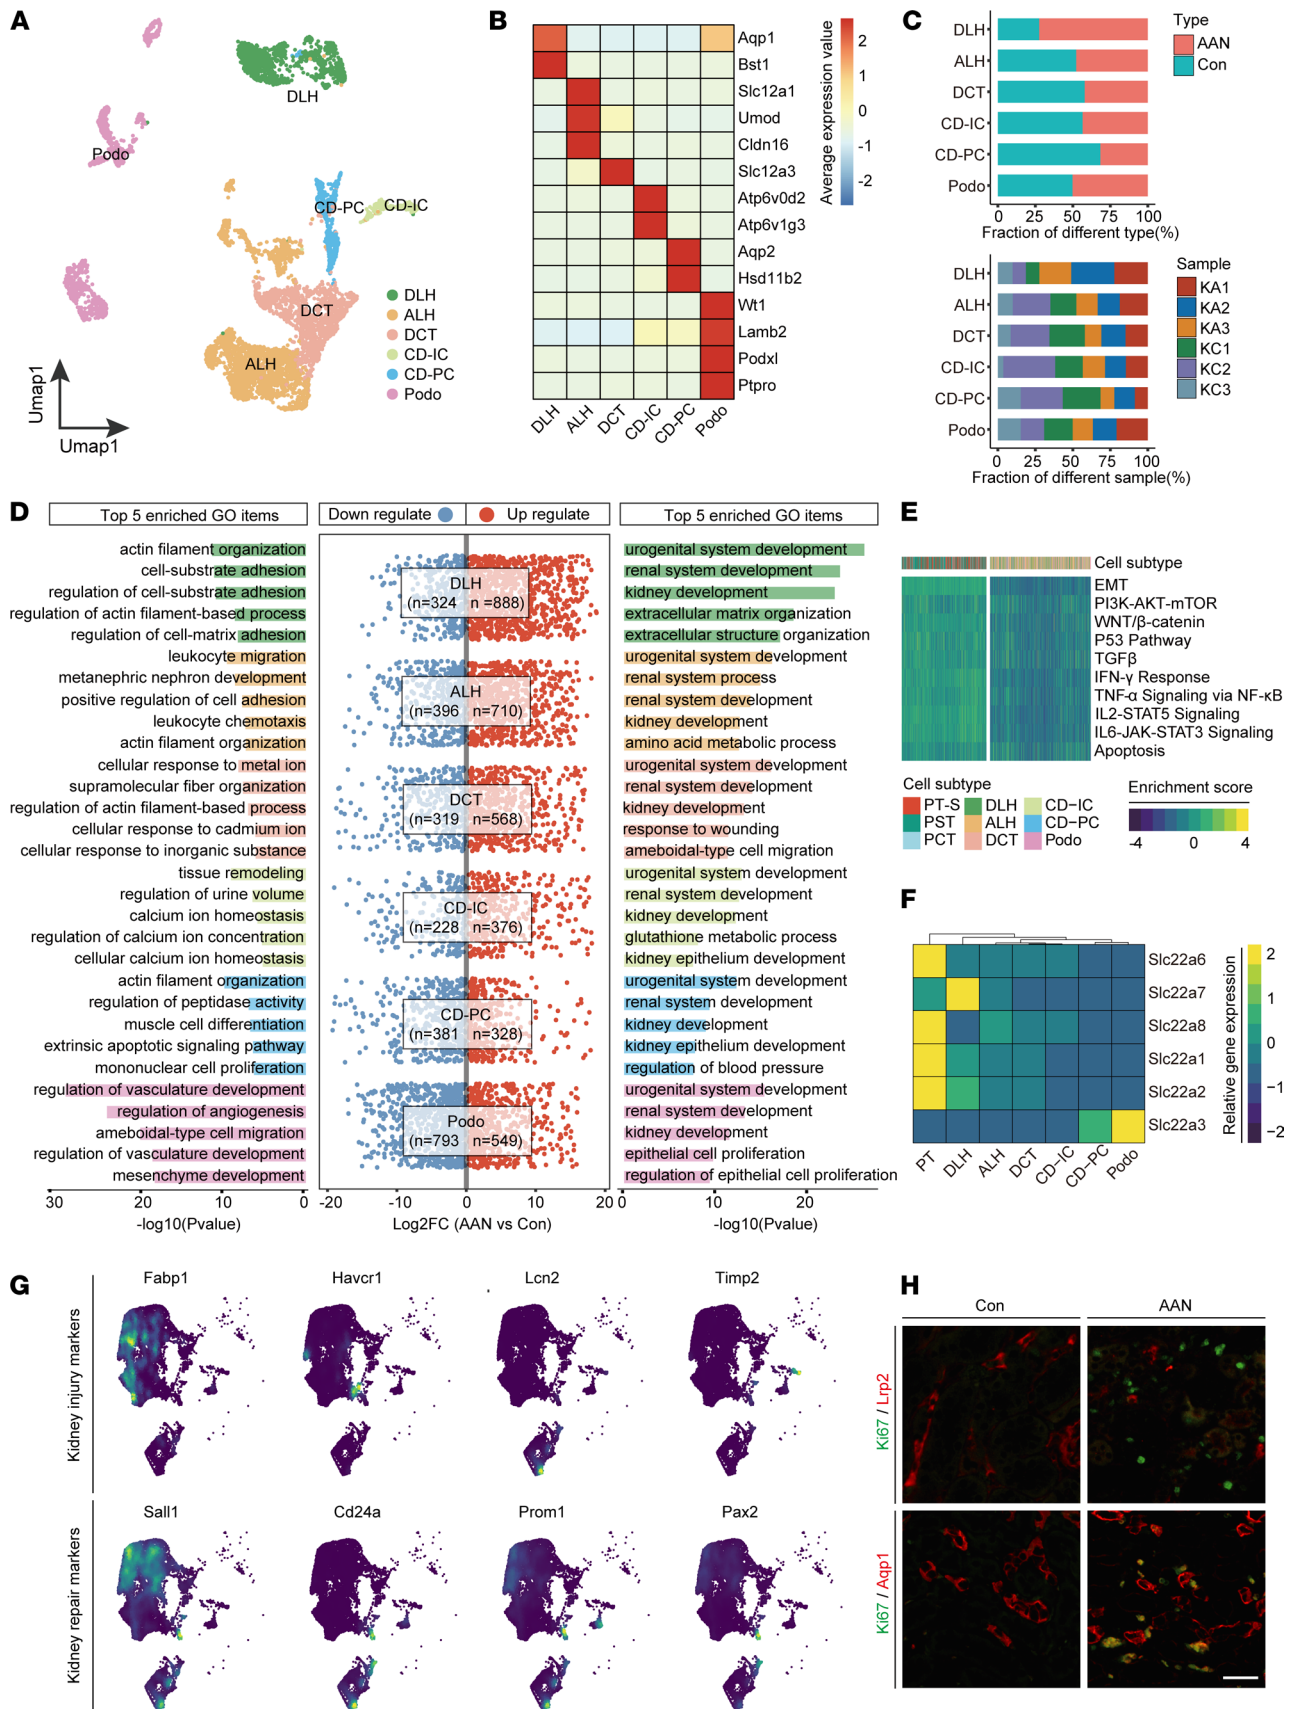 A
DLH
Podo
CD-PC
CD-IC
DCT
ALH
DLH
ALH
DCT
CD-IC
CD-PC
Podo
Umap1
Umap1
B
Aqp1
Bst1
Slc12a1
Umod
Cldn16
Slc12a3
Atp6v0d2
Atp6v1g3
Aqp2
Hsd11b2
Wt1
Lamb2
Podxl
Ptpro
DLH
ALH
DCT
CD-IC
CD-PC
Podo
Average expression value
2
1
0
-1
-2
C
DLH
ALH
DCT
CD-IC
CD-PC
Podo
0 25 50 75 100
Fraction of different type(%)
Type
AAN
Con
DLH
ALH
DCT
CD-IC
CD-PC
Podo
0 25 50 75 100
Fraction of different sample(%)
Sample
KA1
KA2
KA3
KC1
KC2
KC3
D
Top 5 enriched GO items
Down regulate
Up regulate
Top 5 enriched GO items
actin filament organization
cell-substrate adhesion
regulation of cell-substrate adhesion
regulation of actin filament-based process
regulation of cell-matrix adhesion
leukocyte migration
metanephric nephron development
positive regulation of cell adhesion
leukocyte chemotaxis
actin filament organization
cellular response to metal ion
supramolecular fiber organization
regulation of actin filament-based process
cellular response to cadmium ion
cellular response to inorganic substance
tissue remodeling
regulation of urine volume
calcium ion homeostasis
regulation of calcium ion concentration
cellular calcium ion homeostasis
actin filament organization
regulation of peptidase activity
muscle cell differentiation
extrinsic apoptotic signaling pathway
mononuclear cell proliferation
regulation of vasculature development
regulation of angiogenesis
ameboidal-type cell migration
regulation of vasculature development
mesenchyme development
30 20 10 0
-log10(Pvalue)
DLH
(n=324 n =888)
ALH
(n=396 n=710)
DCT
(n=319 n=568)
CD-IC
(n=228 n=376)
CD-PC
(n=381 n=328)
Podo
(n=793 n=549)
-20 -10 0 10 20
Log2FC (AAN vs Con)
urogenital system development
renal system development
kidney development
extracellular matrix organization
extracellular structure organization
urogenital system development
renal system process
renal system development
kidney development
amino acid metabolic process
urogenital system development
renal system development
kidney development
response to wounding
ameboidal-type cell migration
urogenital system development
renal system development
kidney development
glutathione metabolic process
kidney epithelium development
urogenital system development
renal system development
kidney development
kidney epithelium development
regulation of blood pressure
urogenital system development
renal system development
kidney development
epithelial cell proliferation
regulation of epithelial cell proliferation
0 10 20
-log10(Pvalue)
E
Cell subtype
EMT
PI3K-AKT-mTOR
WNT/β-catenin
P53 Pathway
TGFβ
IFN-γ Response
TNF-α Signaling via NF-κB
IL2-STAT5 Signaling
IL6-JAK-STAT3 Signaling
Apoptosis
Cell subtype
PT-S
PST
PCT
DLH
ALH
DCT
CD−IC
CD−PC
Podo
Enrichment score
-4 0 4
F
Slc22a6
Slc22a7
Slc22a8
Slc22a1
Slc22a2
Slc22a3
PT
DLH
ALH
DCT
CD-IC
CD-PC
Podo
Relative gene expression
2
1
0
−1
−2
G
Kidney injury markers
Fabp1
Havcr1
Lcn2
Timp2
Kidney repair markers
Sall1
Cd24a
Prom1
Pax2
H
Con
AAN
Ki67 / Lrp2
Ki67 / Aqp1